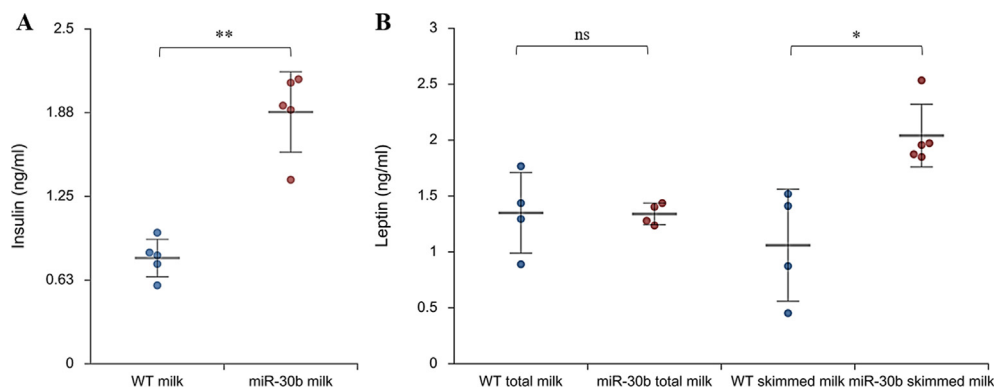 A
Insulin (ng/ml)
2.5
1.88
1.25
0.63
0
**
WT milk
miR-30b milk
B
Leptin (ng/ml)
3
2.5
2
1.5
1
0.5
0
ns
*
WT total milk
miR-30b total milk
WT skimmed milk
miR-30b skimmed milk